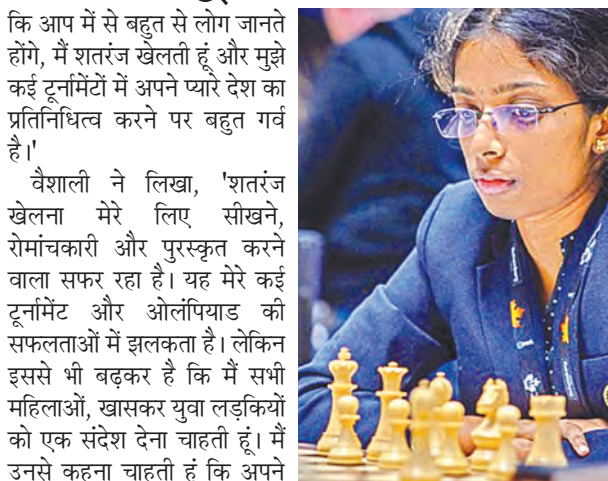 कि आप में से बहुत से लोग जानते
होंगे, मैं शतरंज खेलती हूं और मुझे
कई टूर्नामेंटों में अपने प्यारे देश का
प्रतिनिधित्व करने पर बहुत गर्व
है।'
वैशाली ने लिखा, 'शतरंज
खेलना मेरे लिए सीखने,
रोमांचकारी और पुरस्कृत करने
वाला सफर रहा है। यह मेरे कई
टूर्नामेंट और ओलंपियाड की
सफलताओं में झलकता है। लेकिन
इससे भी बढ़कर है कि मैं सभी
महिलाओं, खासकर युवा लड़कियों
को एक संदेश देना चाहती हूं। मैं
उनसे कहना चाहती हूं कि अपने